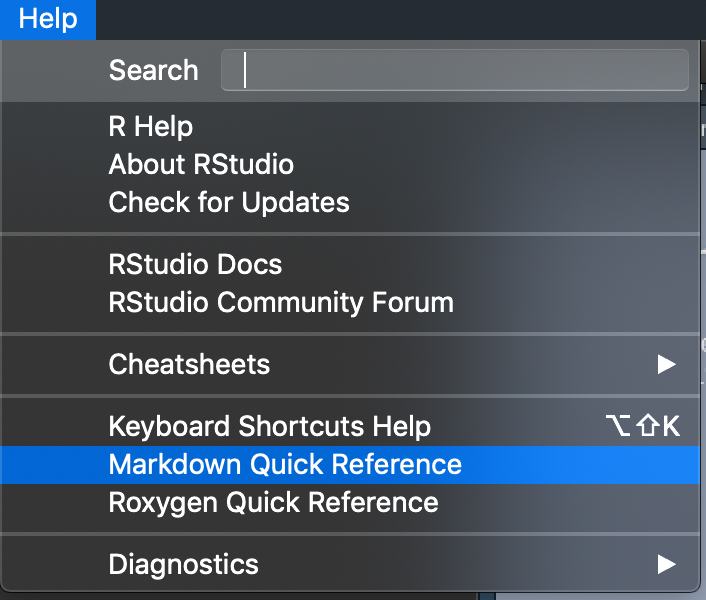 Help
Search
R Help
About RStudio
Check for Updates
RStudio Docs
RStudio Community Forum
Cheatsheets ▶
Keyboard Shortcuts Help ⌥⇧K
Markdown Quick Reference
Roxygen Quick Reference
Diagnostics ▶